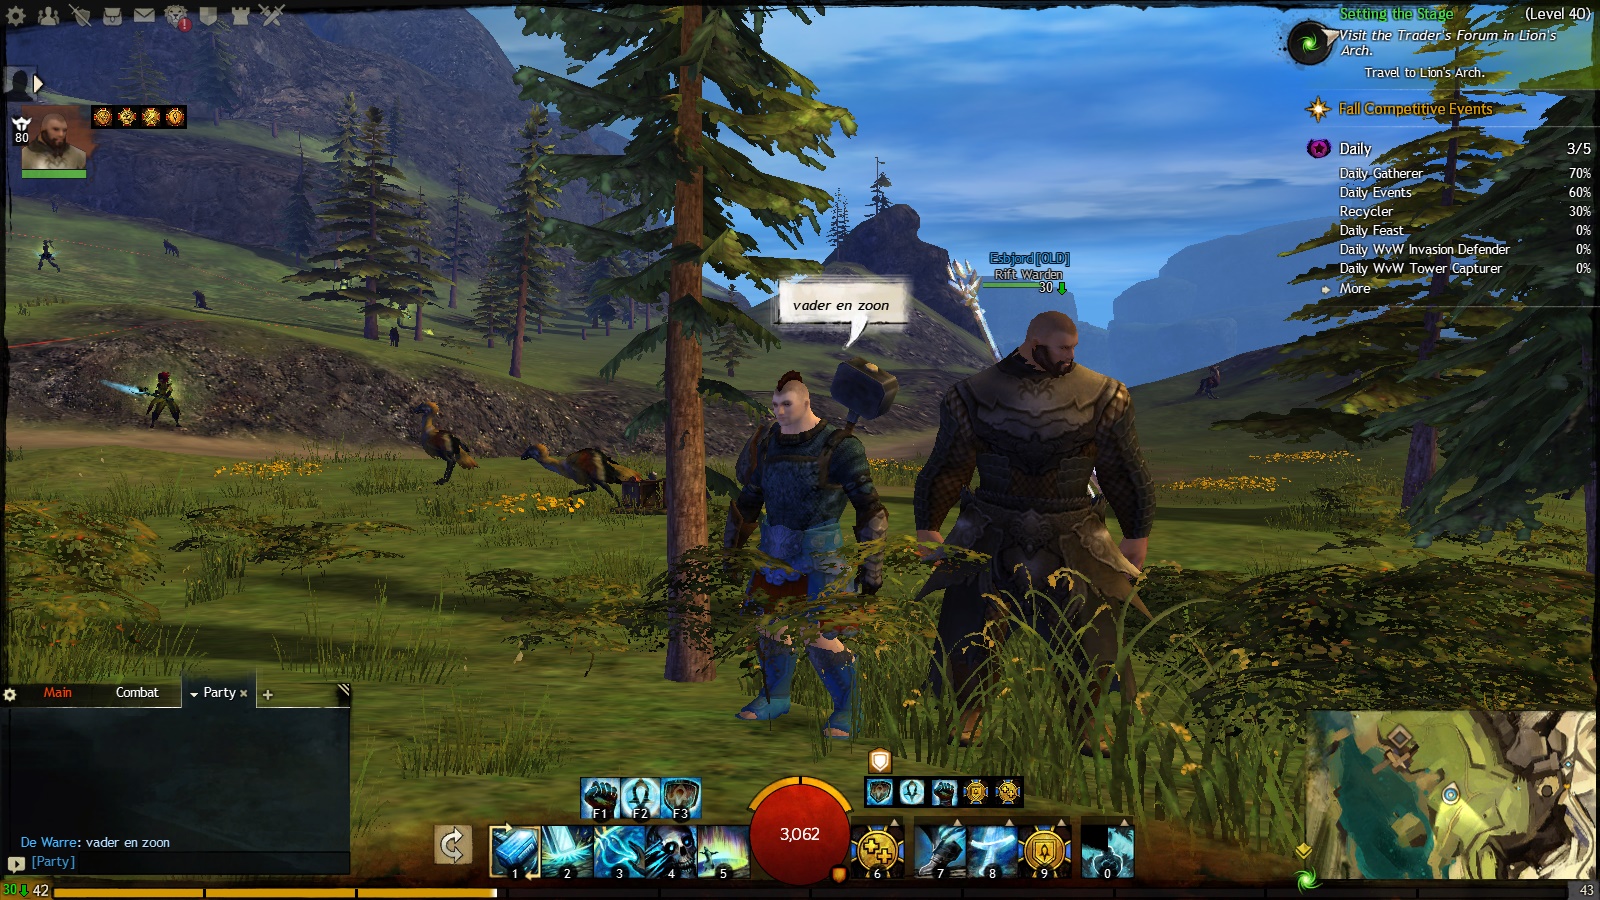 Setting the Stage
(Level 40)
Visit the Trader's Forum in Lion's
Arch.
Travel to Lion's Arch.
Fall Competitive Events
Daily 3/5
Daily Gatherer 70%
Daily Events 60%
Recycler 30%
Daily Feast 0%
Daily WvW Invasion Defender 0%
Daily WvW Tower Capturer 0%
More
80
Esbjord [OLD]
Rift Warden
30
vader en zoon
Main Combat Party
De Warre: vader en zoon
[Party]
F1 F2 F3
3,062
1 2 3 4 5 6 7 8 9 0
30 42
43